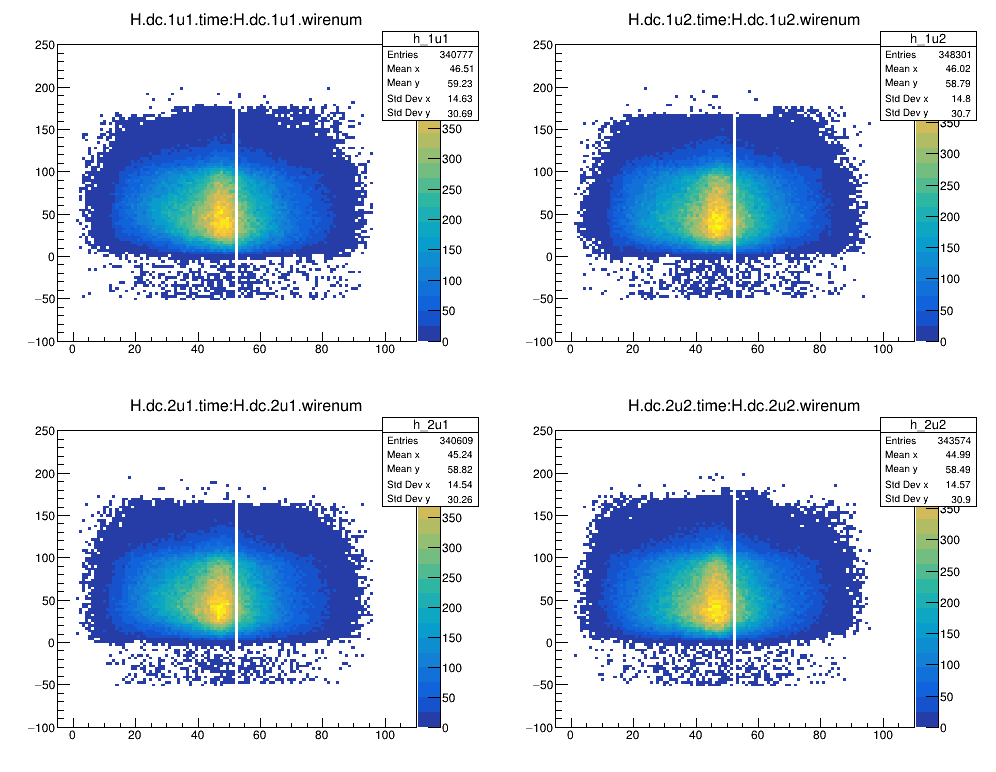 H.dc.1u1.time:H.dc.1u1.wirenum
h_1u1
Entries 340777
Mean x 46.51
Mean y 59.23
Std Dev x 14.63
Std Dev y 30.69
250
200
150
100
50
0
−50
−100
0 20 40 60 80 100
350
300
250
200
150
100
50
0
H.dc.1u2.time:H.dc.1u2.wirenum
h_1u2
Entries 348301
Mean x 46.02
Mean y 58.79
Std Dev x 14.8
Std Dev y 30.7
250
200
150
100
50
0
−50
−100
0 20 40 60 80 100
350
300
250
200
150
100
50
0
H.dc.2u1.time:H.dc.2u1.wirenum
h_2u1
Entries 340609
Mean x 45.24
Mean y 58.82
Std Dev x 14.54
Std Dev y 30.26
250
200
150
100
50
0
−50
−100
0 20 40 60 80 100
350
300
250
200
150
100
50
0
H.dc.2u2.time:H.dc.2u2.wirenum
h_2u2
Entries 343574
Mean x 44.99
Mean y 58.49
Std Dev x 14.57
Std Dev y 30.9
250
200
150
100
50
0
−50
−100
0 20 40 60 80 100
350
300
250
200
150
100
50
0